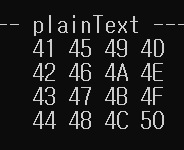 -- plainText ---
41 45 49 4D
42 46 4A 4E
43 47 4B 4F
44 48 4C 50